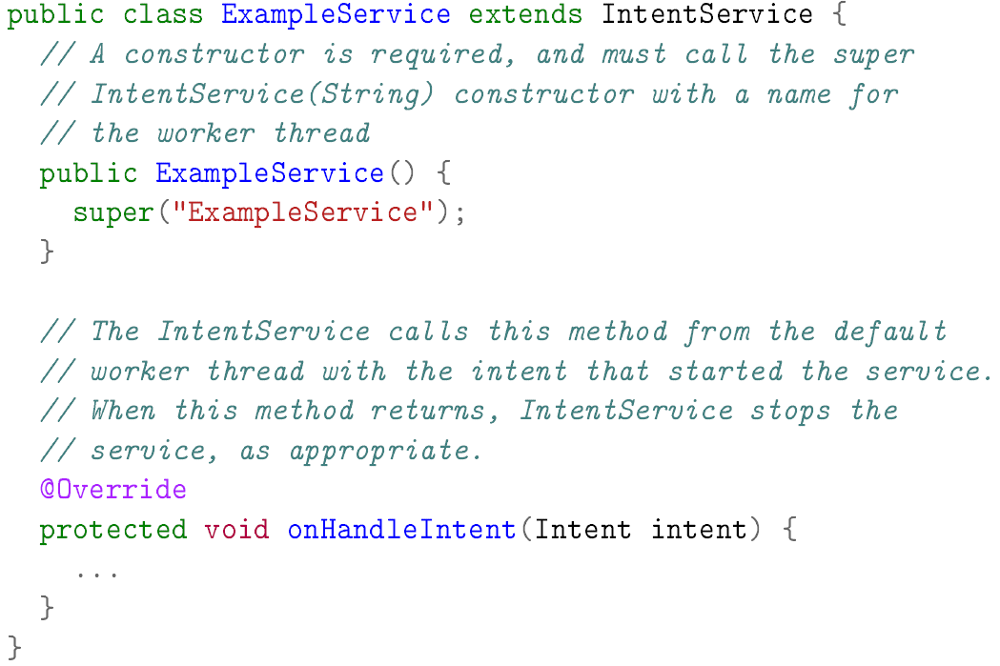 public class ExampleService extends IntentService {
  // A constructor is required, and must call the super
  // IntentService(String) constructor with a name for
  // the worker thread
  public ExampleService() {
    super("ExampleService");
  }

  // The IntentService calls this method from the default
  // worker thread with the intent that started the service.
  // When this method returns, IntentService stops the
  // service, as appropriate.
  @Override
  protected void onHandleIntent(Intent intent) {
    ...
  }
}